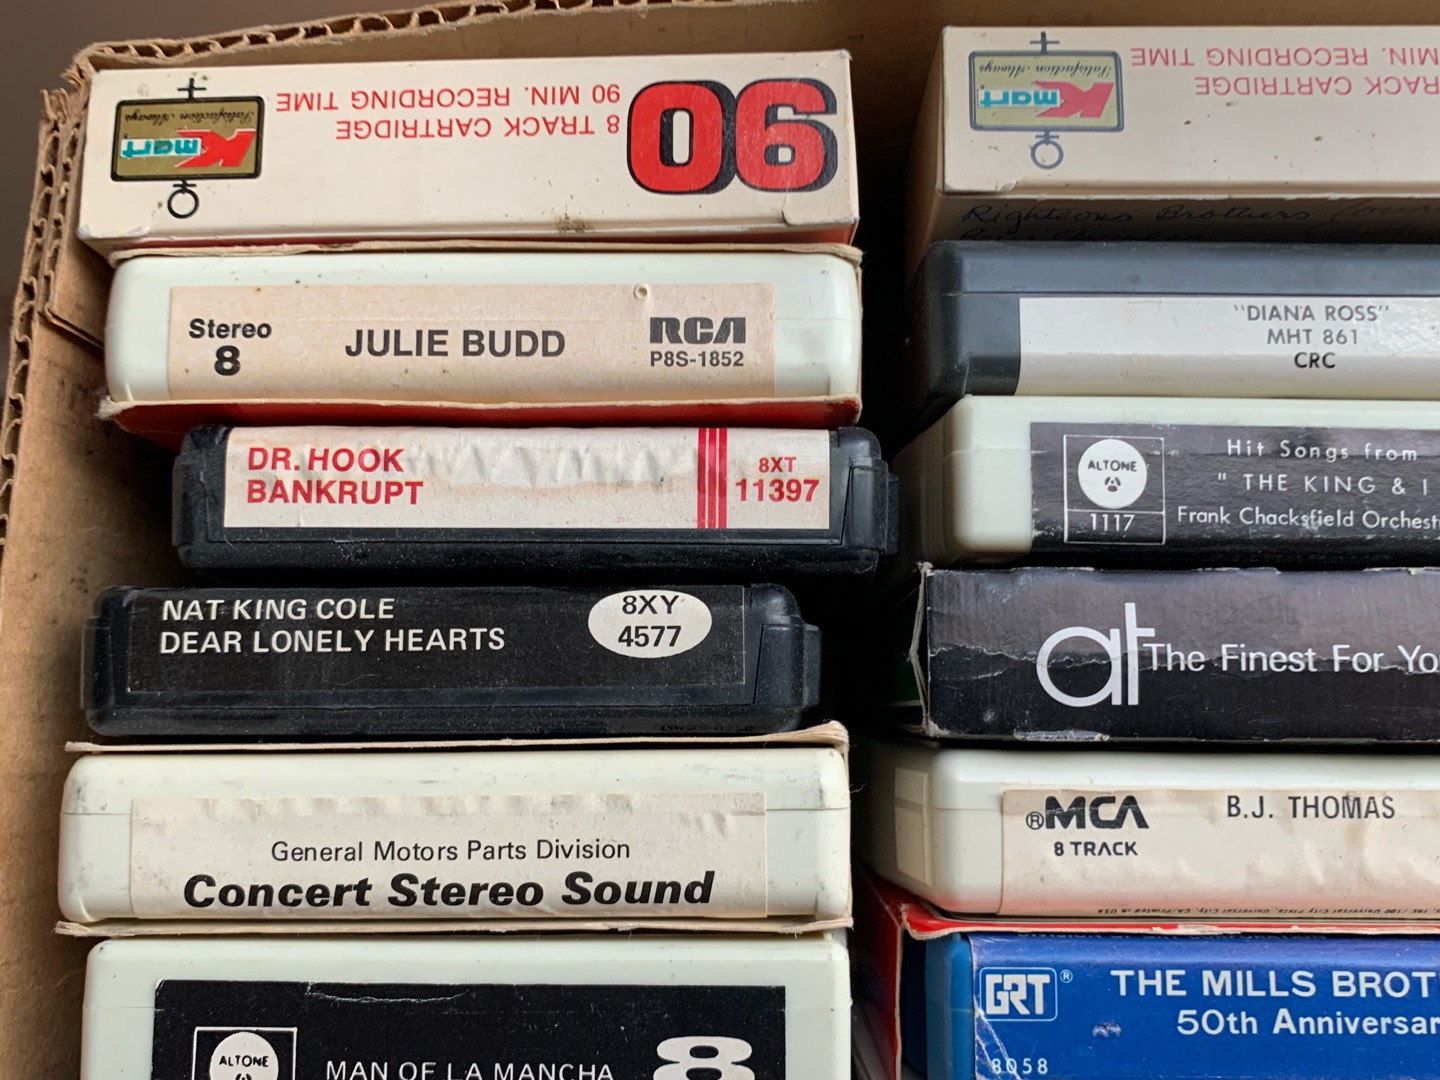 90
8 TRACK CARTRIDGE
90 MIN. RECORDING TIME
Kmart
Satisfaction Always
Stereo
8
JULIE BUDD
RCA
P8S-1852
DR. HOOK
BANKRUPT
8XT
11397
NAT KING COLE
DEAR LONELY HEARTS
8XY
4577
General Motors Parts Division
Concert Stereo Sound
ALTONE
MAN OF LA MANCHA
8
TRACK CARTRIDGE
MIN. RECORDING TIME
Kmart
Satisfaction Always
Righteous Brothers
"DIANA ROSS"
MHT 861
CRC
ALTONE
1117
Hit Songs from
" THE KING & I
Frank Chacksfield Orchest
at
The Finest For Yo
®MCA
8 TRACK
B.J. THOMAS
GRT®
THE MILLS BROT
50th Anniversar
8058